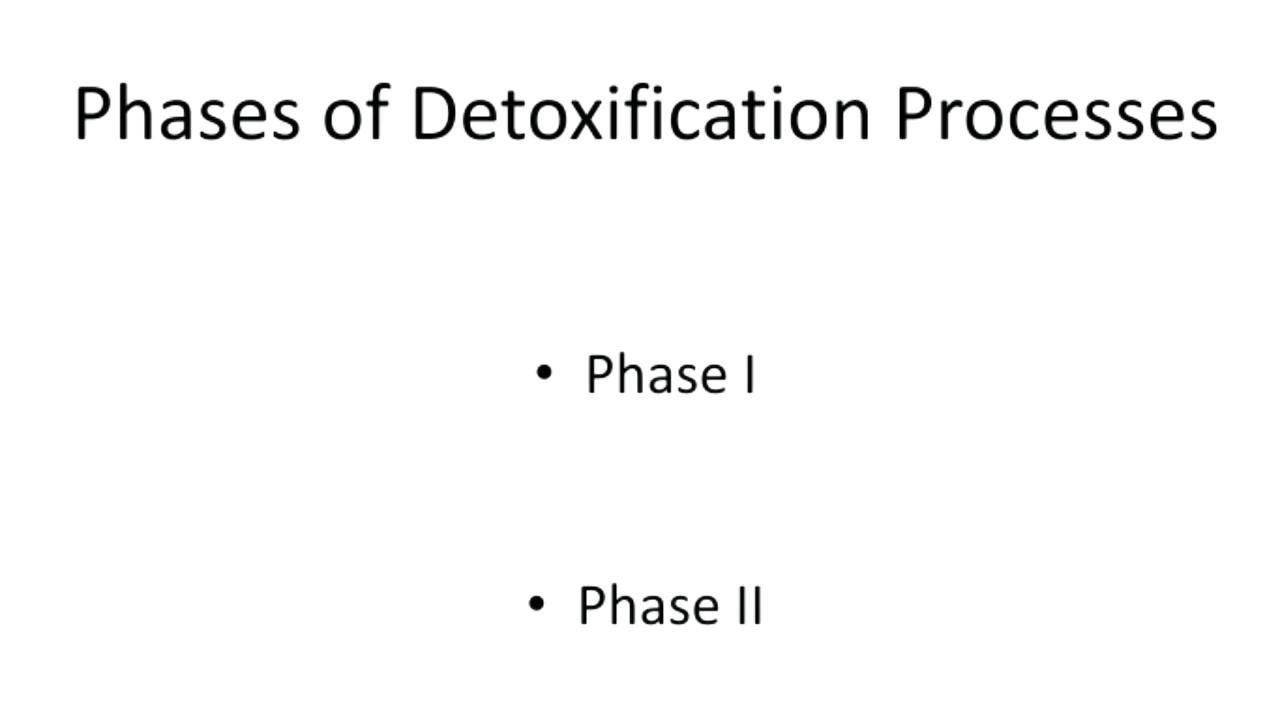 Phases of Detoxification Processes
• Phase I
• Phase II